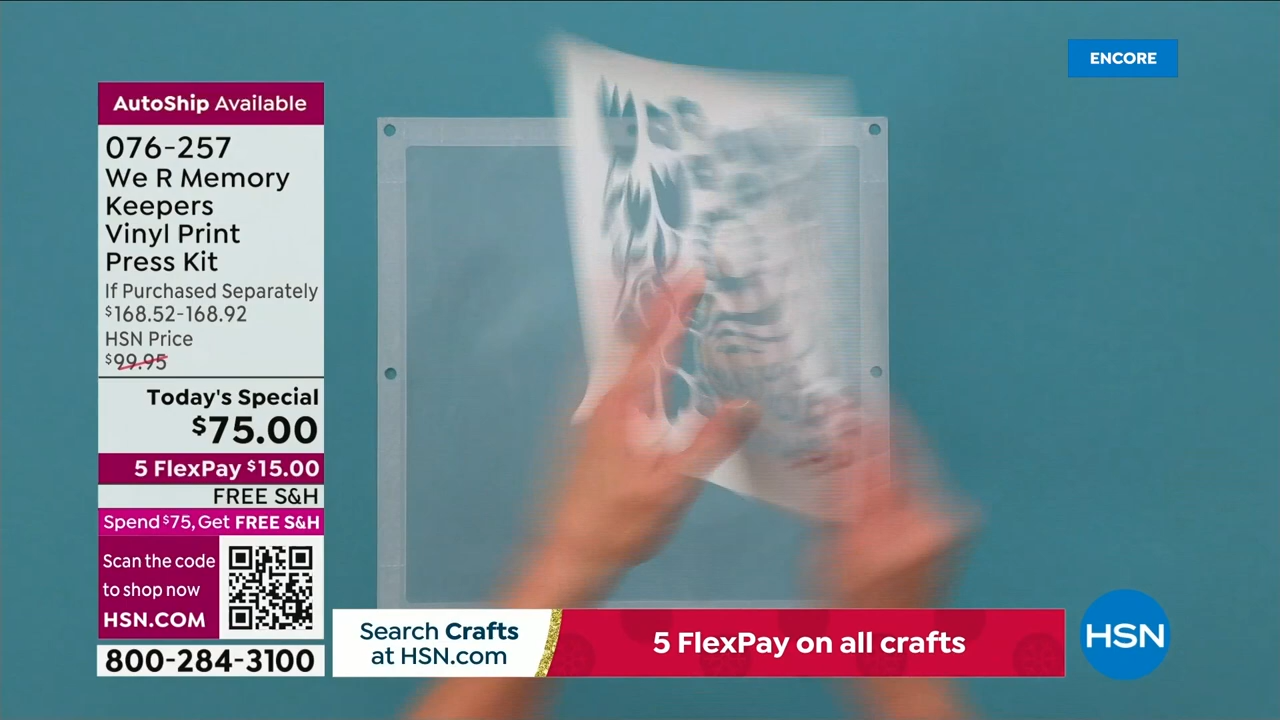 ENCORE
AutoShip Available
076-257
We R Memory
Keepers
Vinyl Print
Press Kit
If Purchased Separately
$168.52-168.92
HSN Price
$99.95
Today's Special
$75.00
5 FlexPay $15.00
FREE S&H
Spend $75, Get FREE S&H
Scan the code
to shop now
HSN.COM
800-284-3100
Search Crafts
at HSN.com
5 FlexPay on all crafts
HSN